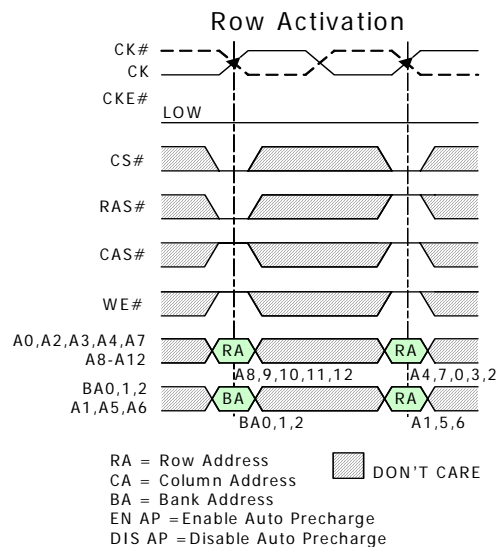 Row Activation
CK#
CK
CKE#
LOW
CS#
RAS#
CAS#
WE#
A0,A2,A3,A4,A7
A8-A12
RA
RA
A8,9,10,11,12
A4,7,0,3,2
BA0,1,2
A1,A5,A6
BA
RA
BA0,1,2
A1,5,6
RA = Row Address
CA = Column Address
BA = Bank Address
EN AP =Enable Auto Precharge
DIS AP =Disable Auto Precharge
DON'T CARE